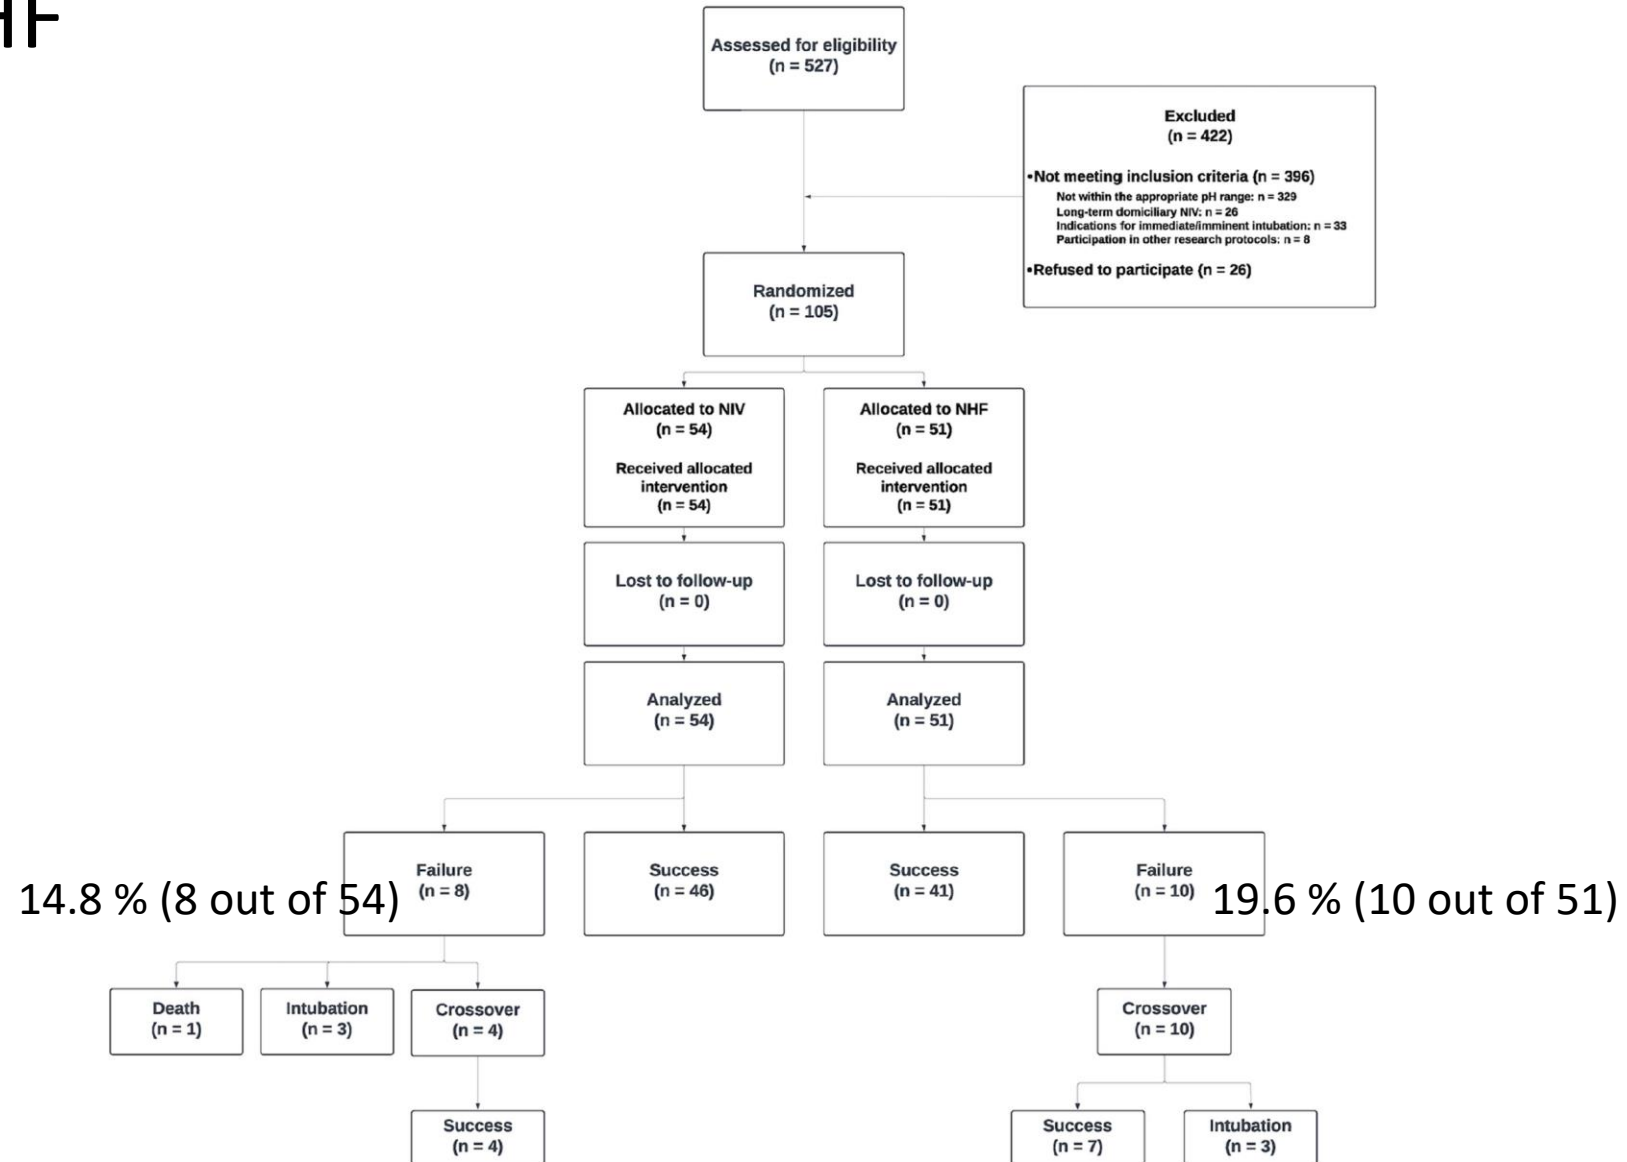 Assessed for eligibility
(n = 527)
Excluded
(n = 422)
•Not meeting inclusion criteria (n = 396)
Not within the appropriate pH range: n = 329
Long-term domiciliary NIV: n = 26
Indications for immediate/imminent intubation: n = 33
Participation in other research protocols: n = 8
•Refused to participate (n = 26)
Randomized
(n = 105)
Allocated to NIV
(n = 54)
Received allocated
intervention
(n = 54)
Allocated to NHF
(n = 51)
Received allocated
intervention
(n = 51)
Lost to follow-up
(n = 0)
Lost to follow-up
(n = 0)
Analyzed
(n = 54)
Analyzed
(n = 51)
14.8 % (8 out of 54)
Failure
(n = 8)
Success
(n = 46)
Success
(n = 41)
Failure
(n = 10)
19.6 % (10 out of 51)
Death
(n = 1)
Intubation
(n = 3)
Crossover
(n = 4)
Crossover
(n = 10)
Success
(n = 4)
Success
(n = 7)
Intubation
(n = 3)